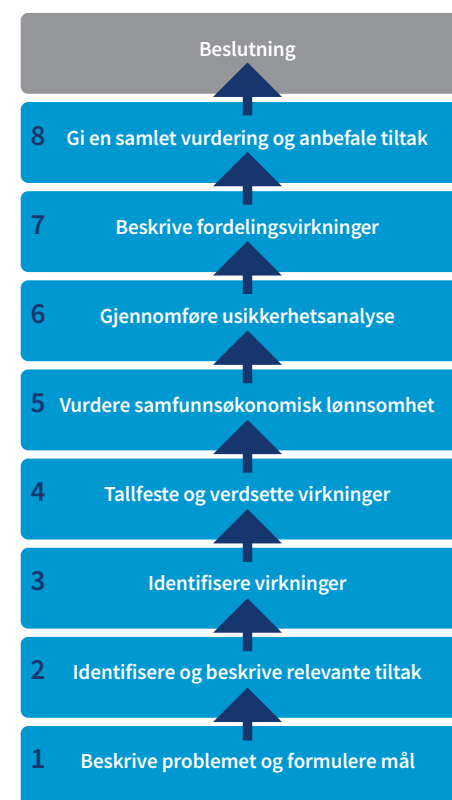 Beslutning
8 Gi en samlet vurdering og anbefale tiltak
7 Beskrive fordelingsvirkninger
6 Gjennomføre usikkerhetsanalyse
5 Vurdere samfunnsøkonomisk lønnsomhet
4 Tallfeste og verdsette virkninger
3 Identifisere virkninger
2 Identifisere og beskrive relevante tiltak
1 Beskrive problemet og formulere mål